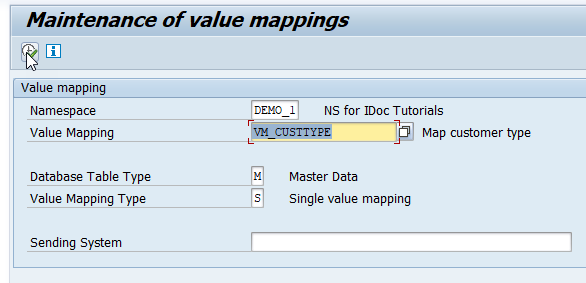 Maintenance of value mappings
Value mapping
Namespace DEMO_1 NS for IDoc Tutorials
Value Mapping VM_CUSTTYPE Map customer type
Database Table Type M Master Data
Value Mapping Type S Single value mapping
Sending System